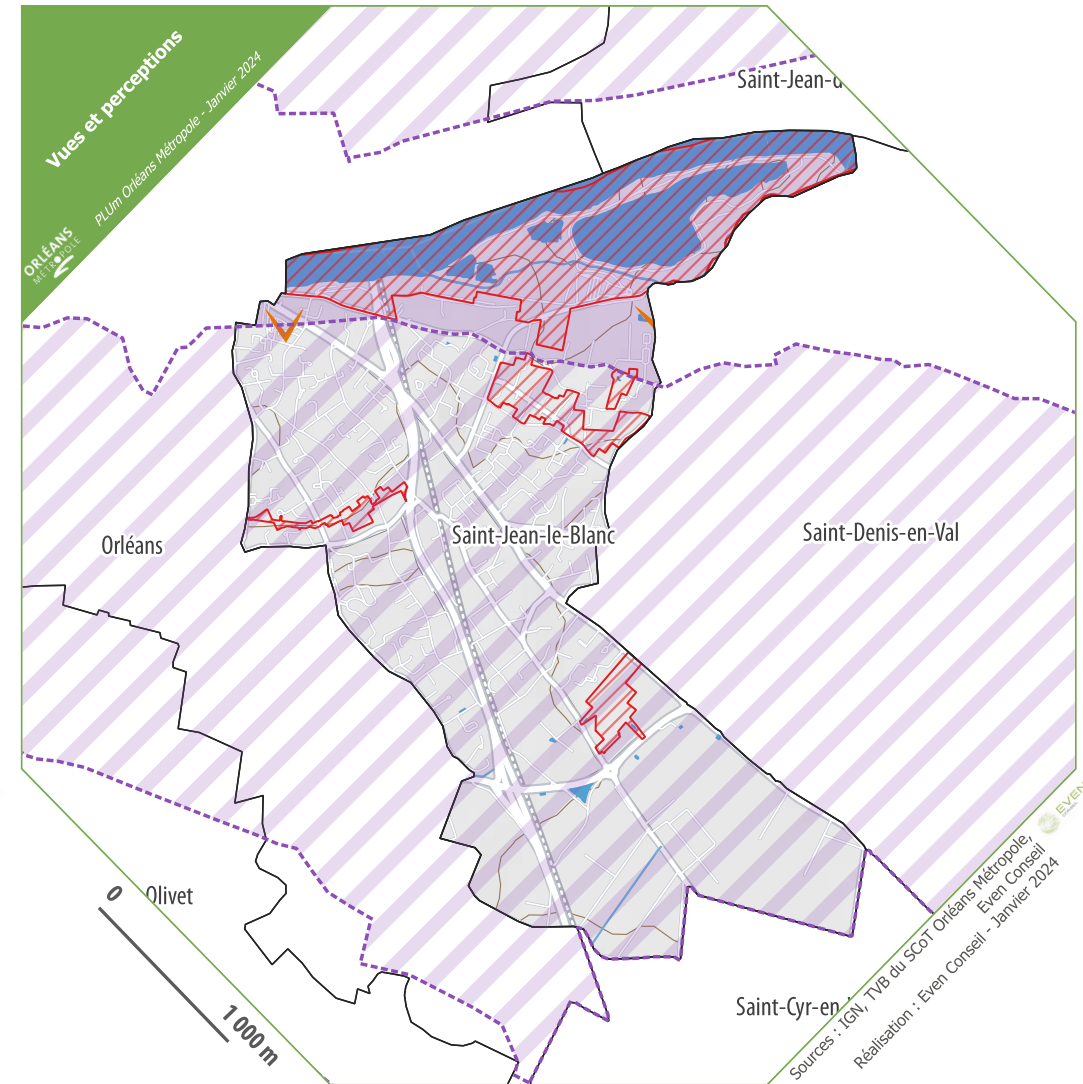 Vues et perceptions
PLUm Orléans Métropole - Janvier 2024
ORLÉANS
MÉTROPOLE
Saint-Jean-d
Orléans
Saint-Jean-le-Blanc
Saint-Denis-en-Val
Olivet
Saint-Cyr-en-
0
1 000 m
EVEN
Sources : IGN, TVB du SCoT Orléans Métropole,
Even Conseil
Réalisation : Even Conseil - Janvier 2024